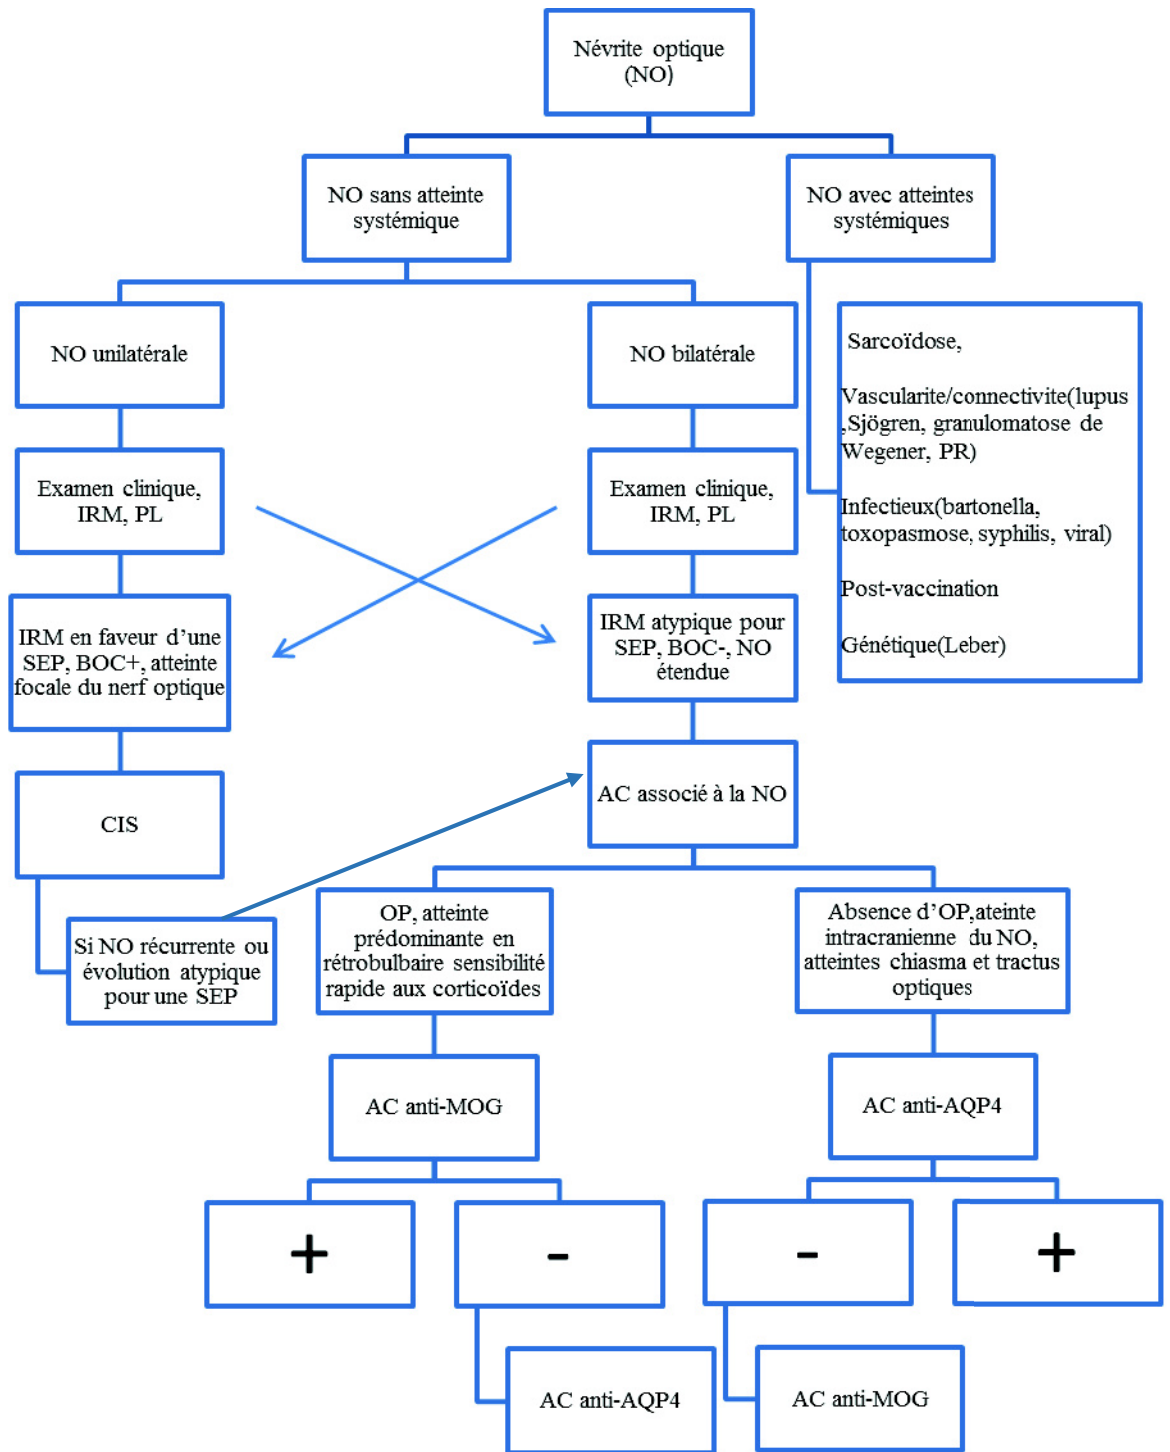 Névrite optique
(NO)
NO sans atteinte
systémique
NO avec atteintes
systémiques
NO unilatérale
NO bilatérale
Sarcoïdose,
Vascularite/connectivite(lupus
,Sjögren, granulomatose de
Wegener, PR)
Infectieux(bartonella,
toxopasmose, syphilis, viral)
Post-vaccination
Génétique(Leber)
Examen clinique,
IRM, PL
Examen clinique,
IRM, PL
IRM en faveur d’une
SEP, BOC+, atteinte
focale du nerf optique
IRM atypique pour
SEP, BOC-, NO
étendue
CIS
AC associé à la NO
Si NO récurrente ou
évolution atypique
pour une SEP
OP, atteinte
prédominante en
rétrobulbaire sensibilité
rapide aux corticoïdes
Absence d’OP,ateinte
intracranienne du NO,
atteintes chiasma et tractus
optiques
AC anti-MOG
AC anti-AQP4
+
-
-
+
AC anti-AQP4
AC anti-MOG